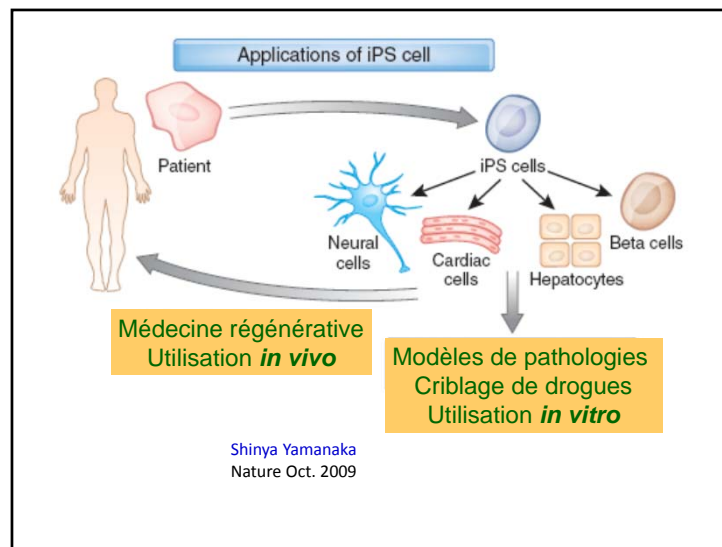 Applications of iPS cell
Patient
iPS cells
Neural
cells
Cardiac
cells
Hepatocytes
Beta cells
Médecine régénérative
Utilisation in vivo
Modèles de pathologies
Criblage de drogues
Utilisation in vitro
Shinya Yamanaka
Nature Oct. 2009